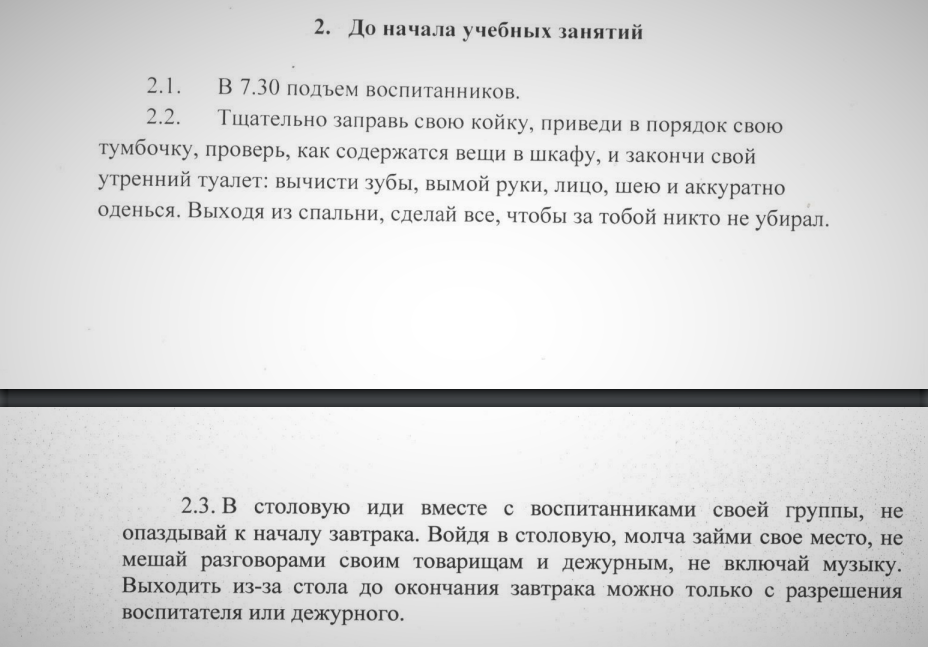 2. До начала учебных занятий
2.1. В 7.30 подъем воспитанников.
2.2. Тщательно заправь свою койку, приведи в порядок свою
тумбочку, проверь, как содержатся вещи в шкафу, и закончи свой
утренний туалет: вычисти зубы, вымой руки, лицо, шею и аккуратно
оденься. Выходя из спальни, сделай все, чтобы за тобой никто не убирал.
2.3. В столовую иди вместе с воспитанниками своей группы, не
опаздывай к началу завтрака. Войдя в столовую, молча займи свое место, не
мешай разговорами своим товарищам и дежурным, не включай музыку.
Выходить из-за стола до окончания завтрака можно только с разрешения
воспитателя или дежурного.